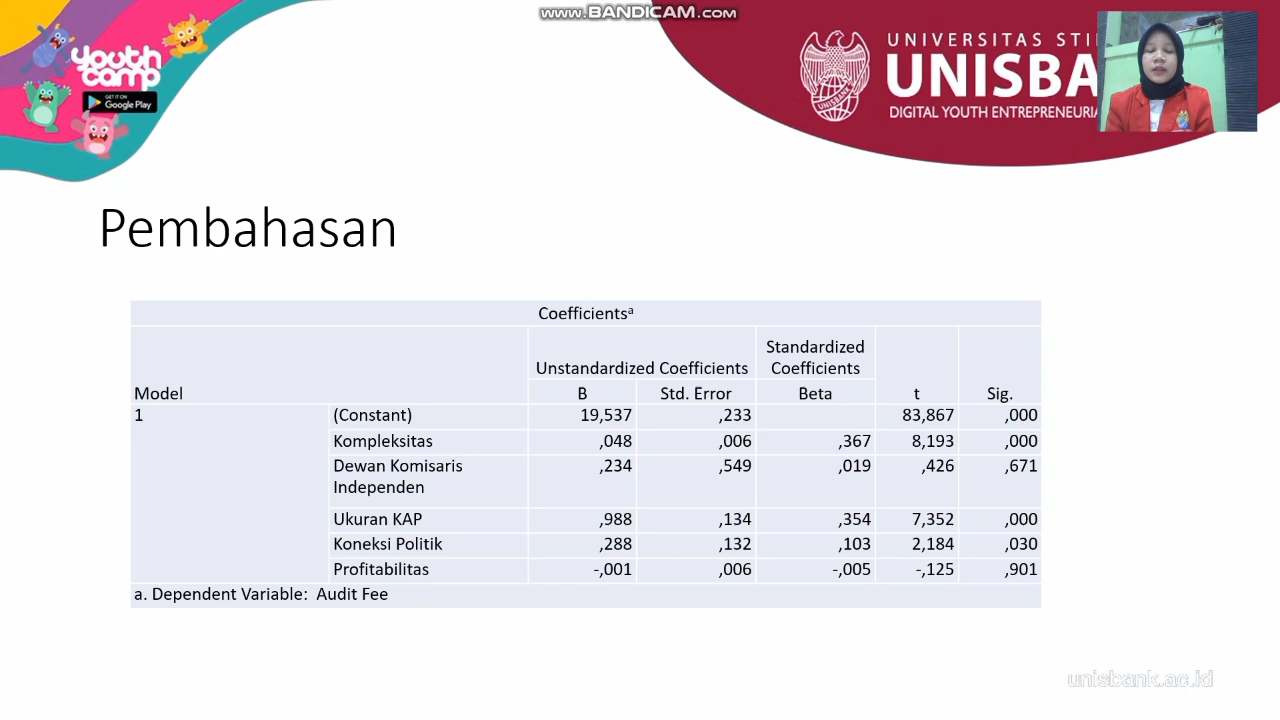 www.BANDICAM.com
youth
camp
GET IT ON
Google Play
UNIVERSITAS
UNISBA
DIGITAL YOUTH
UNISBANK
Pembahasan
Coefficientsª
Model Unstandardized Coefficients Standardized Coefficients t Sig.
B Std. Error Beta
1 (Constant) 19,537 ,233 83,867 ,000
Kompleksitas ,048 ,006 ,367 8,193 ,000
Dewan Komisaris ,234 ,549 ,019 ,426 ,671
Independen
Ukuran KAP ,988 ,134 ,354 7,352 ,000
Koneksi Politik ,288 ,132 ,103 2,184 ,030
Profitabilitas -,001 ,006 -,005 -,125 ,901
a. Dependent Variable: Audit Fee
unisbank.ac.id